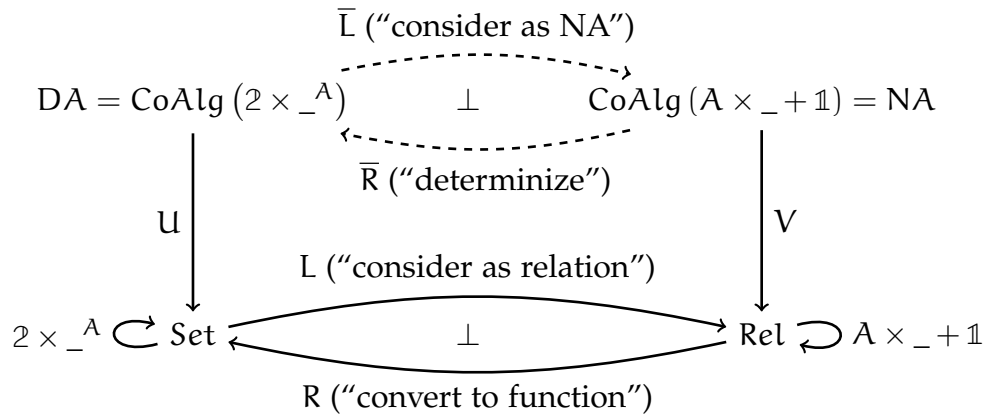 L̅ (“consider as NA”)
DA = CoAlg (𝟚 × _^A) ⊥ CoAlg (A × _ + 𝟙) = NA
R̅ (“determinize”)
U V
L (“consider as relation”)
𝟚 × _^A Set ⊥ Rel A × _ + 𝟙
R (“convert to function”)